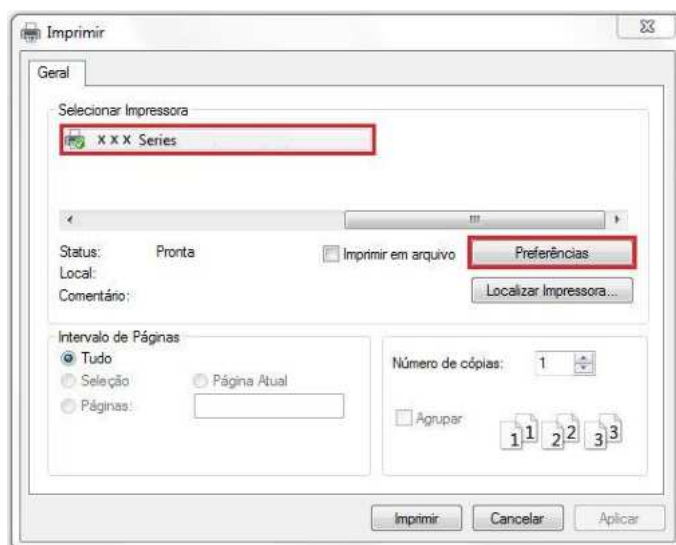 Imprimir
Geral
Selecionar Impressora
X X X Series
Status: Pronta
Imprimir em arquivo
Preferências
Local:
Comentário:
Localizar Impressora...
Intervalo de Páginas
Tudo
Seleção
Página Atual
Páginas:
Número de cópias: 1
Agrupar
1 1 2 2 3 3
Imprimir
Cancelar
Aplicar